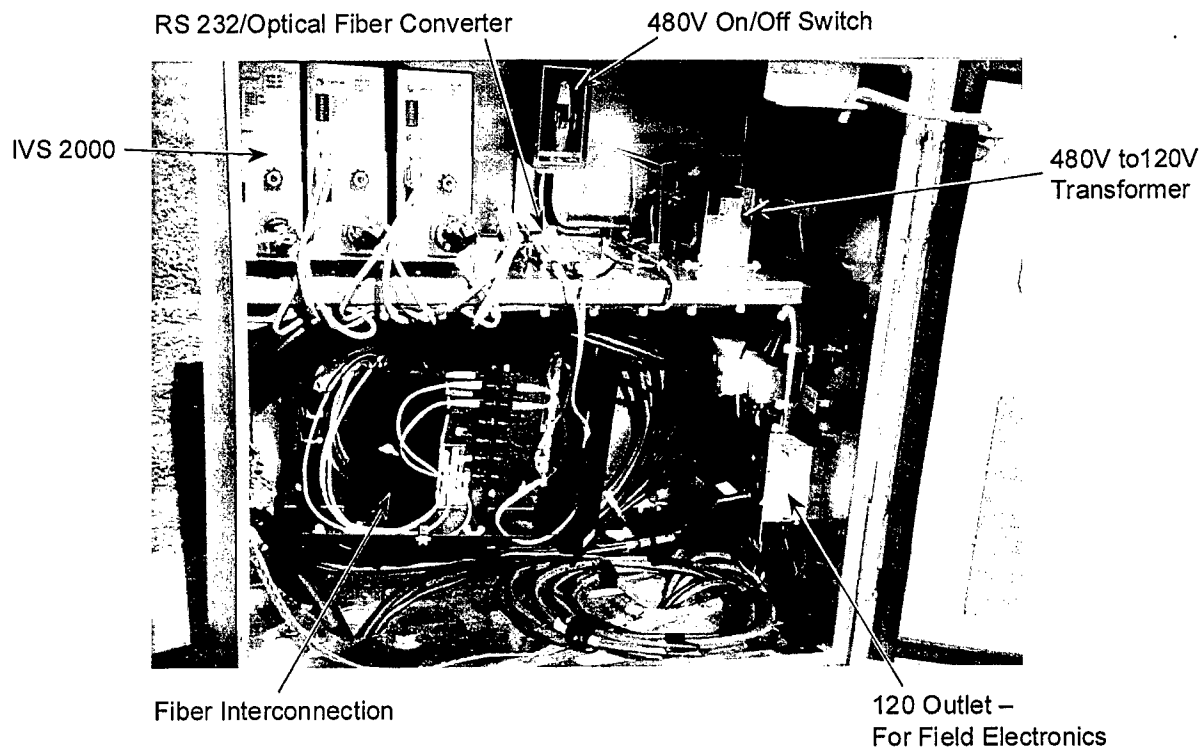 RS 232/Optical Fiber Converter
480V On/Off Switch
IVS 2000
480V to120V
Transformer
Fiber Interconnection
120 Outlet –
For Field Electronics